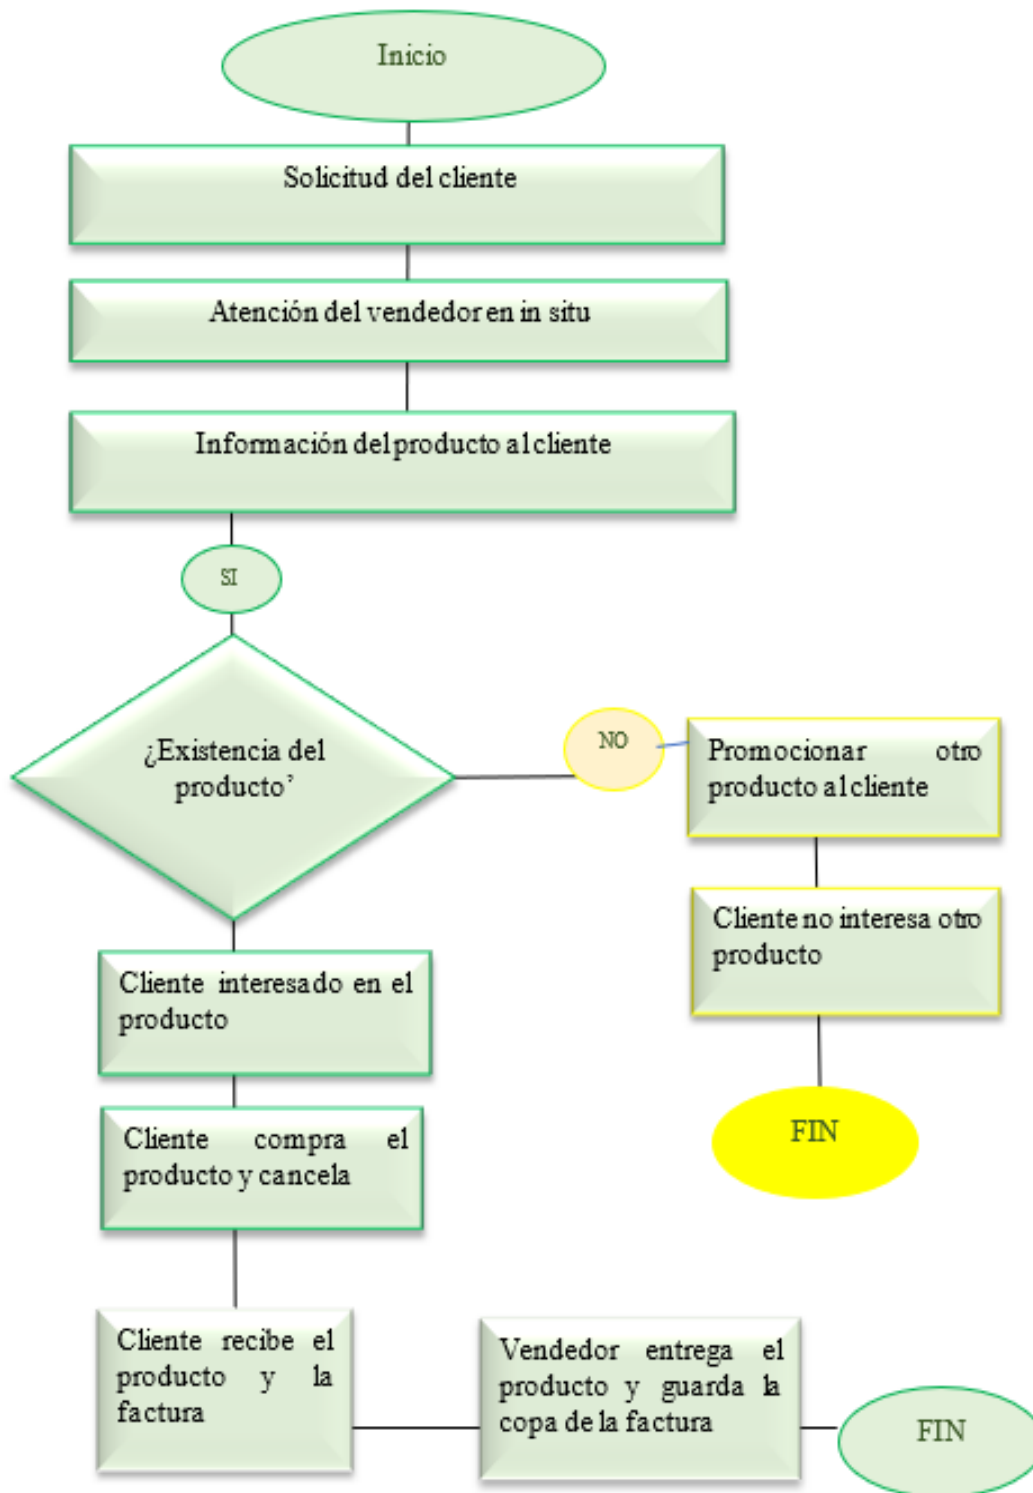 Inicio
Solicitud del cliente
Atención del vendedor en in situ
Información del producto al cliente
SI
¿Existencia del
producto’
NO
Promocionar otro
producto al cliente
Cliente no interesa otro
producto
FIN
Cliente interesado en el
producto
Cliente compra el
producto y cancela
Cliente recibe el
producto y la
factura
Vendedor entrega el
producto y guarda la
copa de la factura
FIN